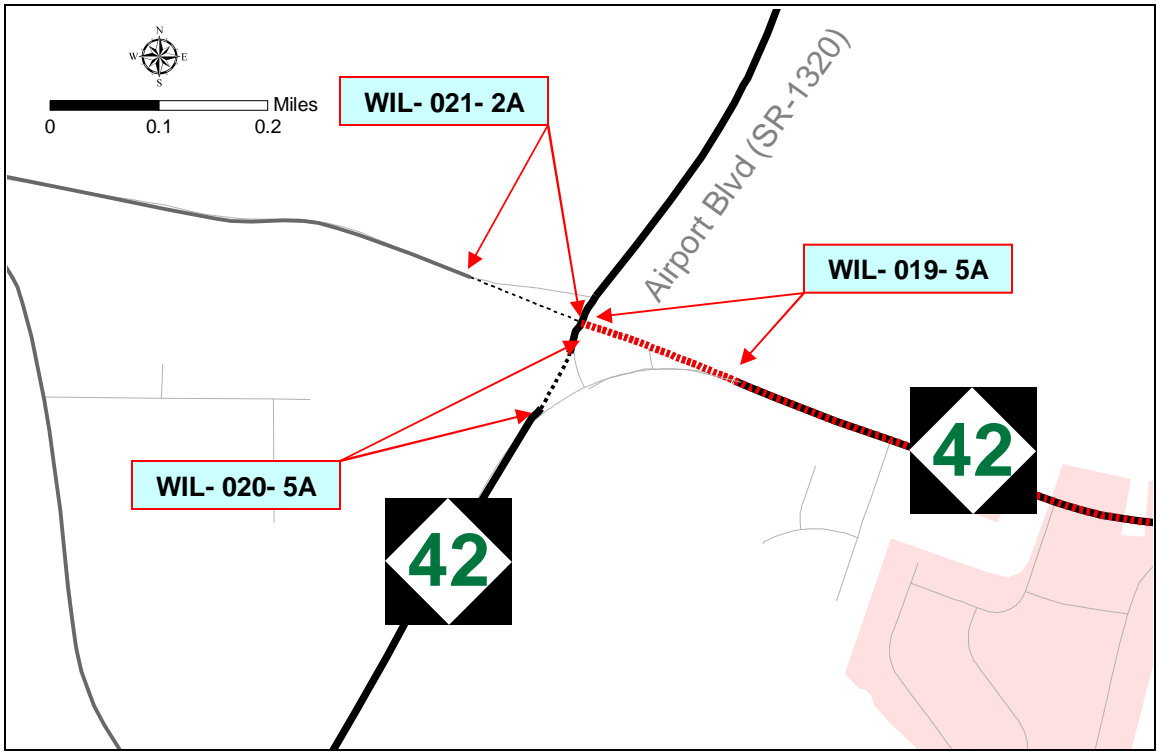 N
W E
S
Miles
0 0.1 0.2
WIL- 021- 2A
Airport Blvd (SR-1320)
WIL- 019- 5A
42
WIL- 020- 5A
42